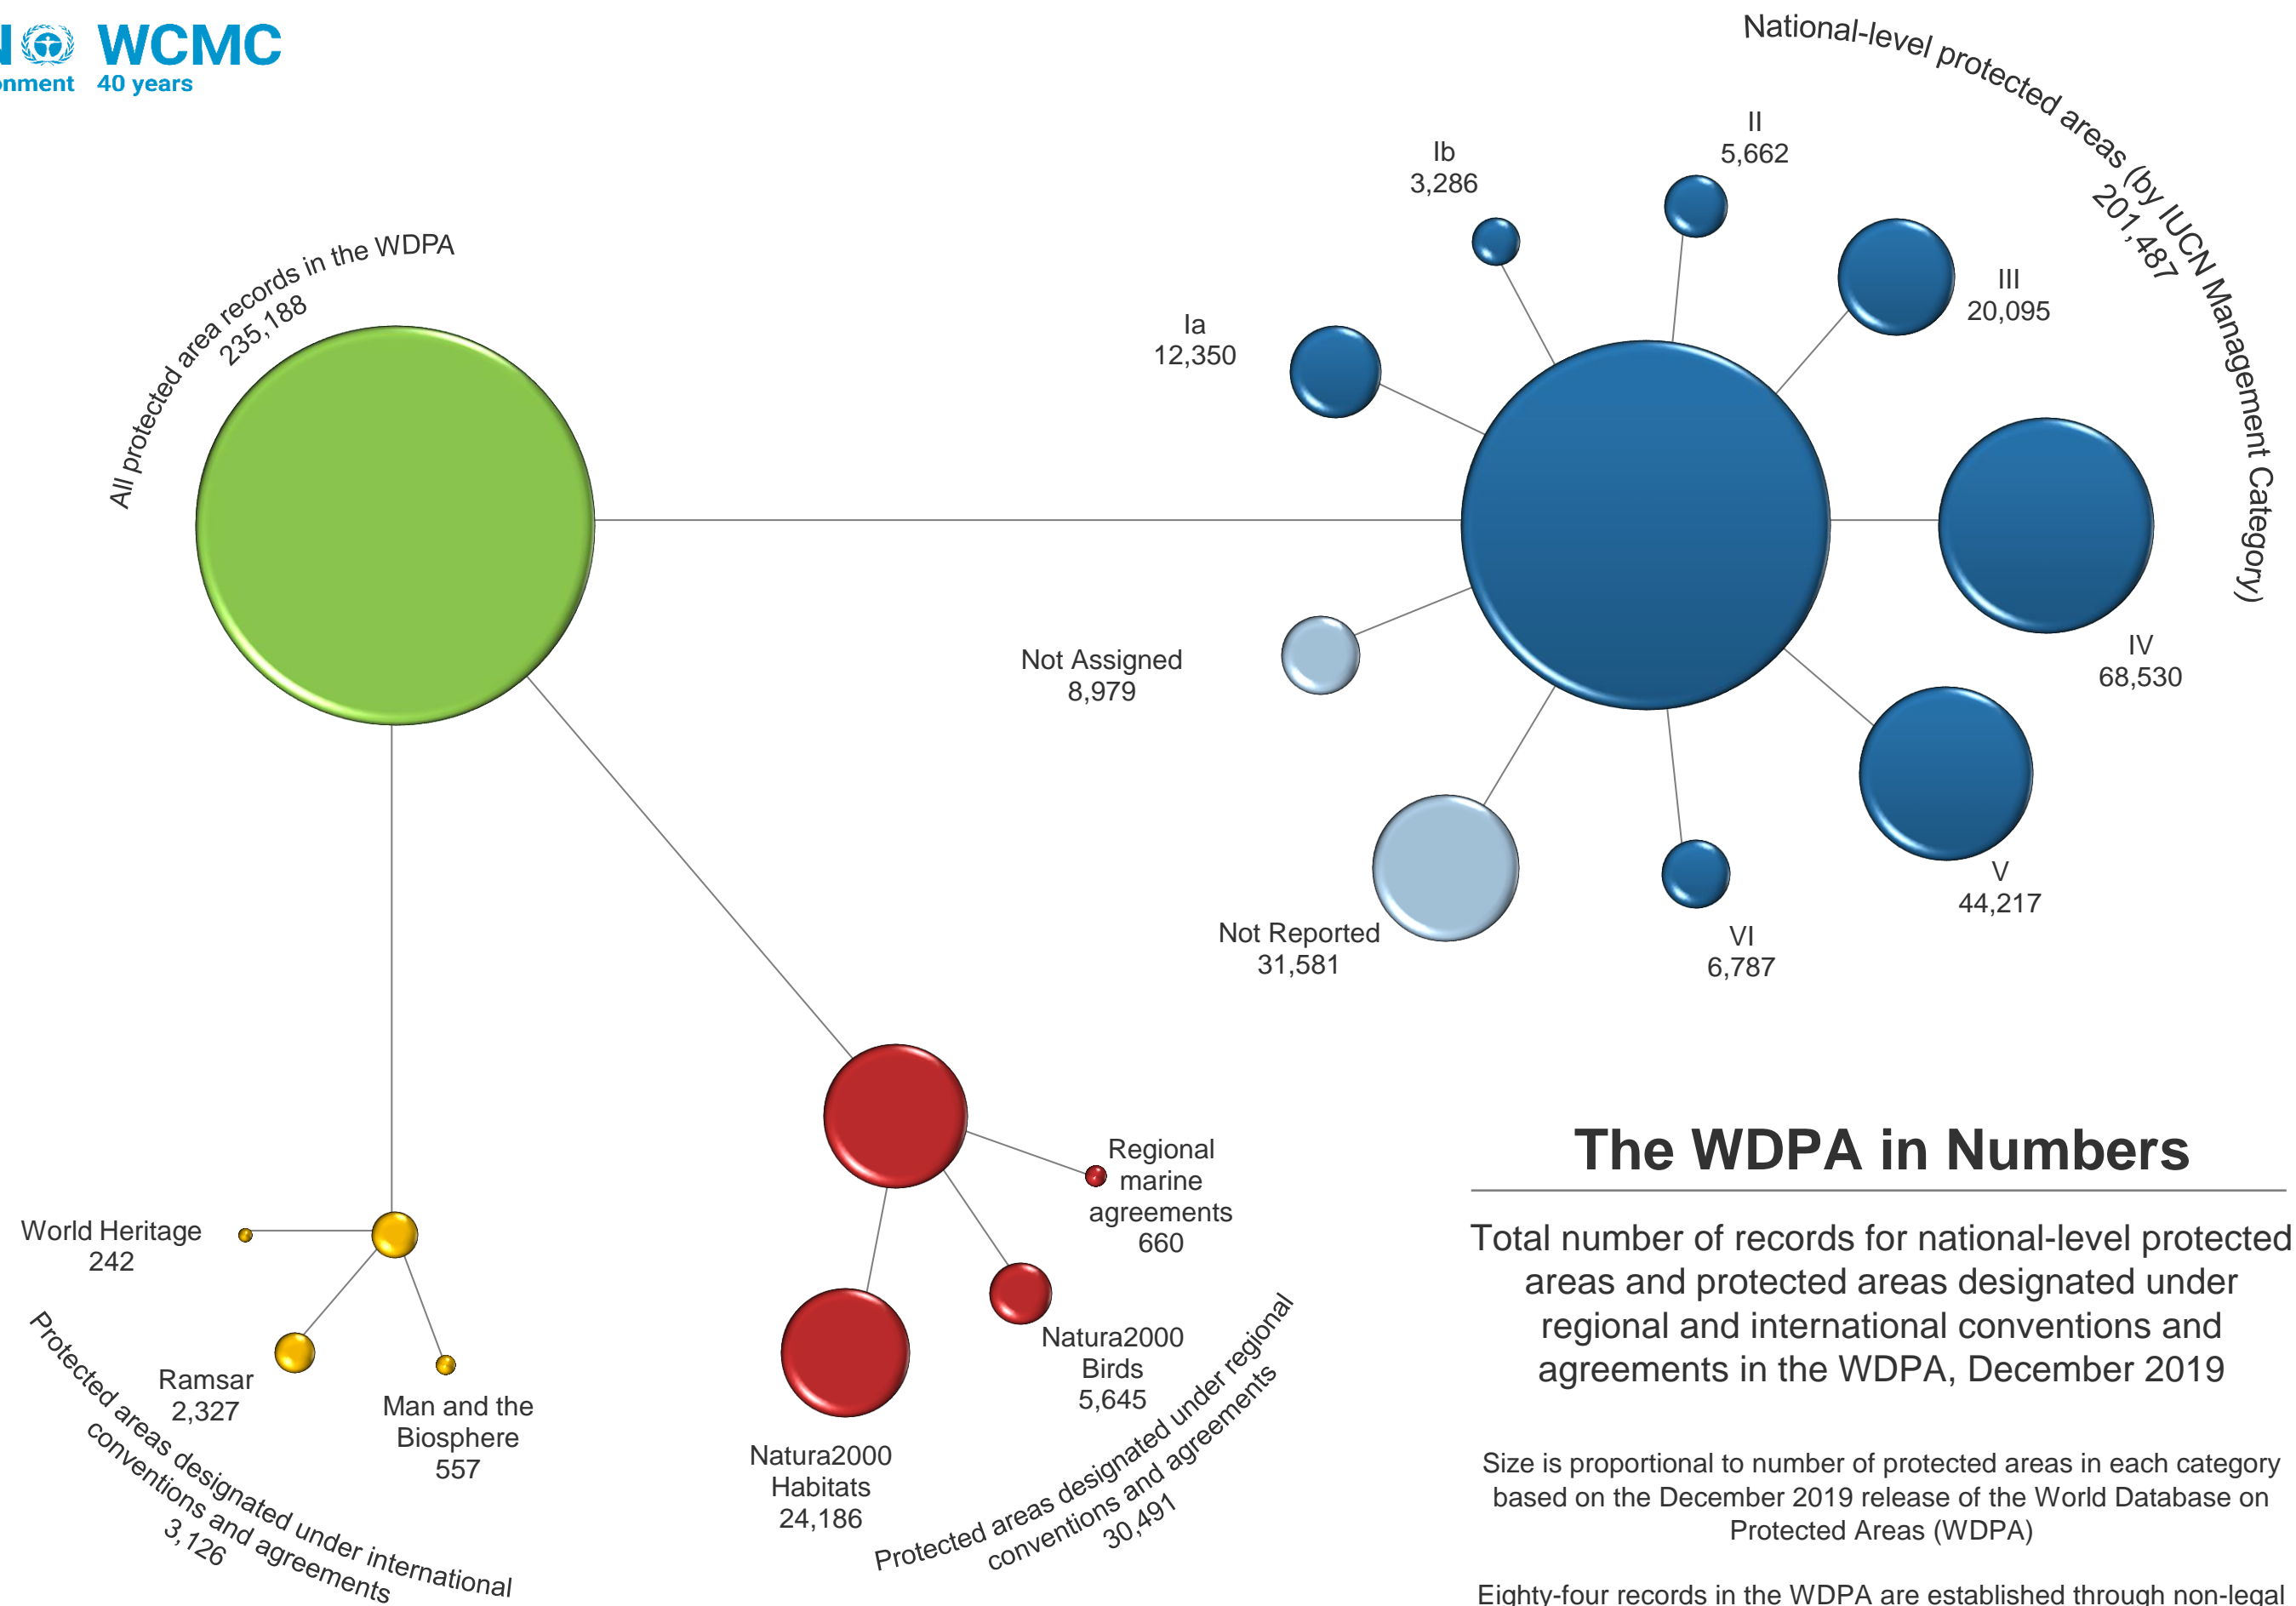 WCMC
40 years
All protected area records in the WDPA
235,188
National-level protected areas (by IUCN Management Category)
201,487
Ia
12,350
Ib
3,286
II
5,662
III
20,095
IV
68,530
V
44,217
VI
6,787
Not Reported
31,581
Not Assigned
8,979
World Heritage
242
Ramsar
2,327
Man and the
Biosphere
557
Protected areas designated under international
conventions and agreements
3,126
Regional
marine
agreements
660
Natura2000
Birds
5,645
Natura2000
Habitats
24,186
Protected areas designated under regional
conventions and agreements
30,491
The WDPA in Numbers
Total number of records for national-level protected
areas and protected areas designated under
regional and international conventions and
agreements in the WDPA, December 2019
Size is proportional to number of protected areas in each category
based on the December 2019 release of the World Database on
Protected Areas (WDPA)
Eighty-four records in the WDPA are established through non-legal